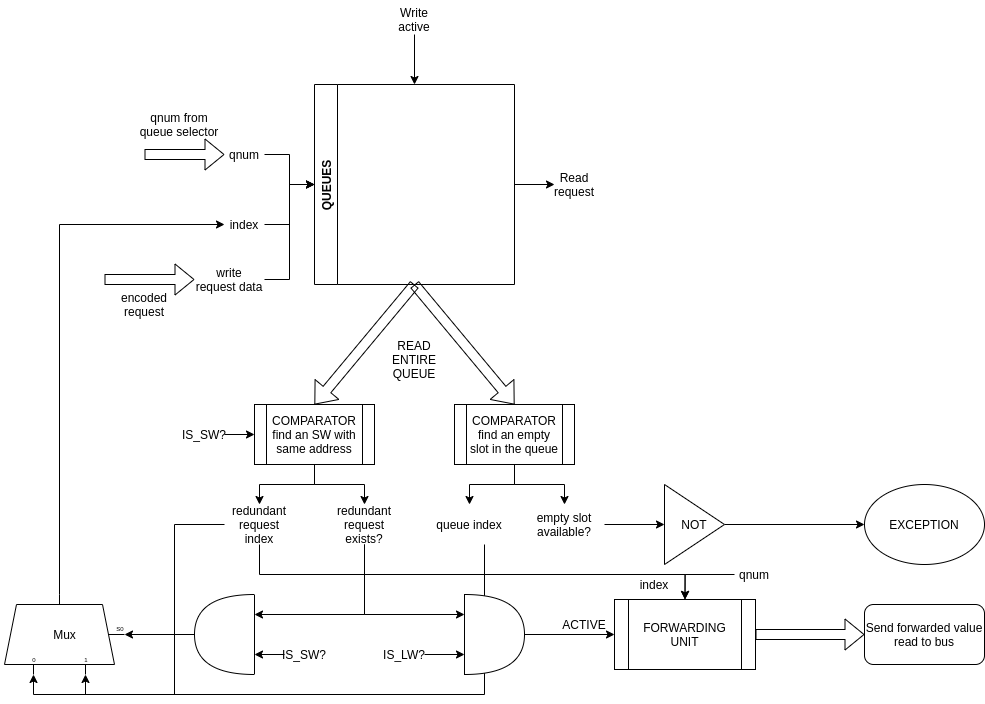 Write
active
qnum from
queue selector
qnum
QUEUES
Read
request
index
write
request data
encoded
request
READ
ENTIRE
QUEUE
IS_SW?
COMPARATOR
find an SW with
same address
COMPARATOR
find an empty
slot in the queue
redundant
request
index
redundant
request
exists?
queue index
empty slot
available?
NOT
EXCEPTION
index
qnum
Mux
S0
0
1
IS_SW?
IS_LW?
ACTIVE
FORWARDING
UNIT
Send forwarded value
read to bus